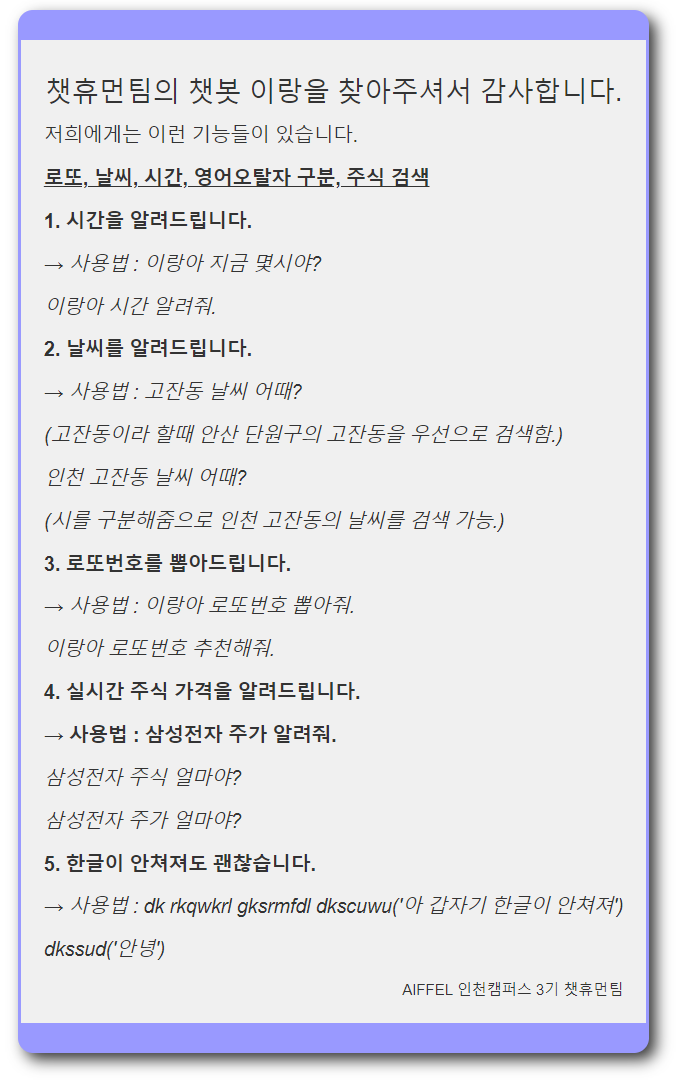 챗휴먼팀의 챗봇 이랑을 찾아주셔서 감사합니다.
저희에게는 이런 기능들이 있습니다.
로또, 날씨, 시간, 영어오탈자 구분, 주식 검색
1. 시간을 알려드립니다.
→ 사용법 : 이랑아 지금 몇시야?
이랑아 시간 알려줘.
2. 날씨를 알려드립니다.
→ 사용법 : 고잔동 날씨 어때?
(고잔동이라 할때 안산 단원구의 고잔동을 우선으로 검색함.)
인천 고잔동 날씨 어때?
(시를 구분해줌으로 인천 고잔동의 날씨를 검색 가능.)
3. 로또번호를 뽑아드립니다.
→ 사용법 : 이랑아 로또번호 뽑아줘.
이랑아 로또번호 추천해줘.
4. 실시간 주식 가격을 알려드립니다.
→ 사용법 : 삼성전자 주가 알려줘.
삼성전자 주식 얼마야?
삼성전자 주가 얼마야?
5. 한글이 안쳐져도 괜찮습니다.
→ 사용법 : dk rkqwkrl gksrmfdl dkscuwu('아 갑자기 한글이 안쳐져')
dkssud('안녕')
AIFFEL 인천캠퍼스 3기 챗휴먼팀